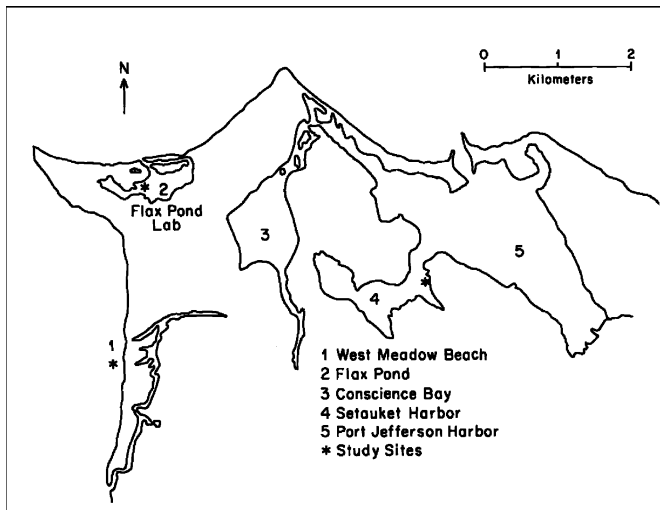 0 1 2
Kilometers
N
*
2
Flax Pond
Lab
3
5
*
4
1
*
1 West Meadow Beach
2 Flax Pond
3 Conscience Bay
4 Setauket Harbor
5 Port Jefferson Harbor
* Study Sites